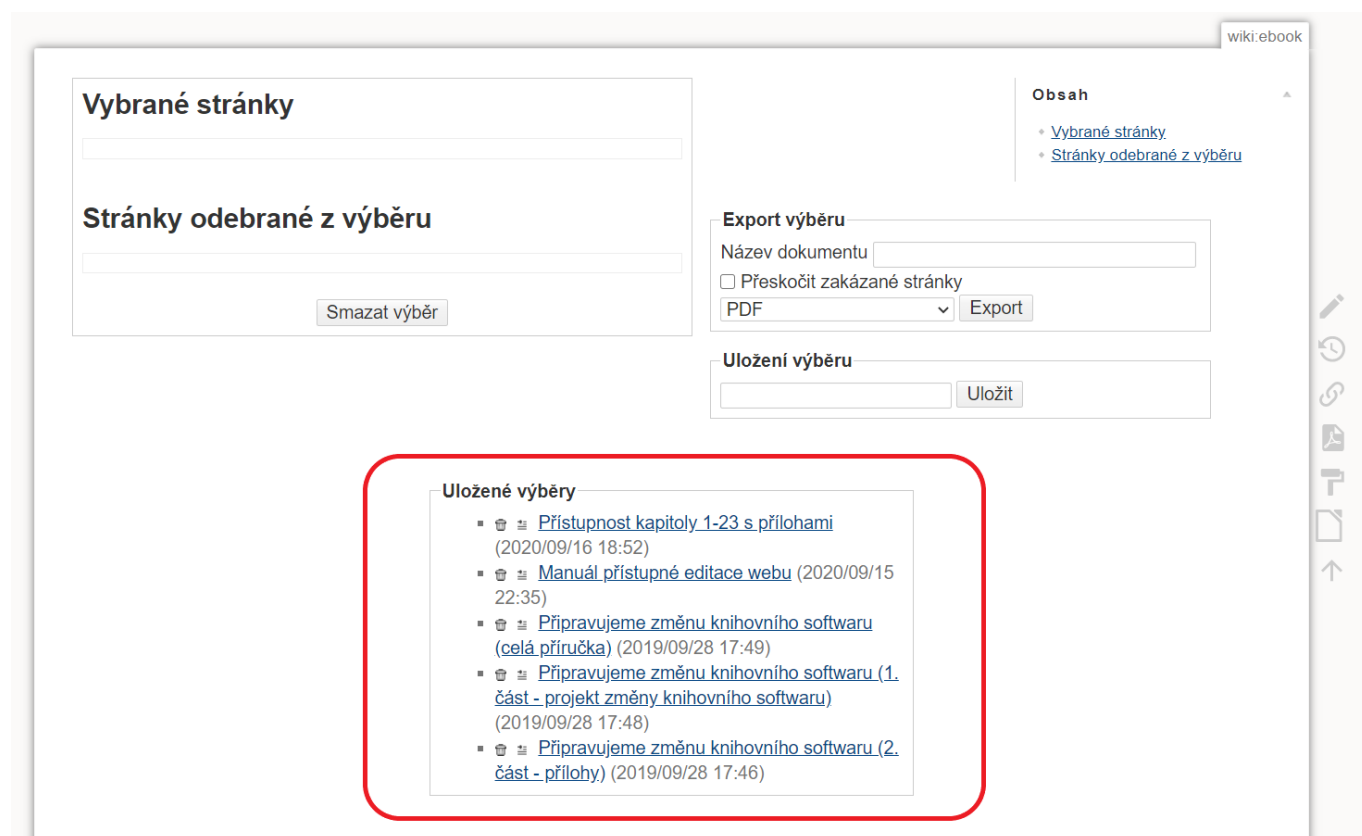 wiki:ebook
Vybrané stránky
Stránky odebrané z výběru
Smazat výběr
Obsah
Vybrané stránky
Stránky odebrané z výběru
Export výběru
Název dokumentu
Přeskočit zakázané stránky
PDF Export
Uložení výběru
Uložit
Uložené výběry
Přístupnost kapitoly 1-23 s přílohami
(2020/09/16 18:52)
Manuál přístupné editace webu (2020/09/15
22:35)
Připravujeme změnu knihovního softwaru
(celá příručka) (2019/09/28 17:49)
Připravujeme změnu knihovního softwaru (1.
část - projekt změny knihovního softwaru)
(2019/09/28 17:48)
Připravujeme změnu knihovního softwaru (2.
část - přílohy) (2019/09/28 17:46)